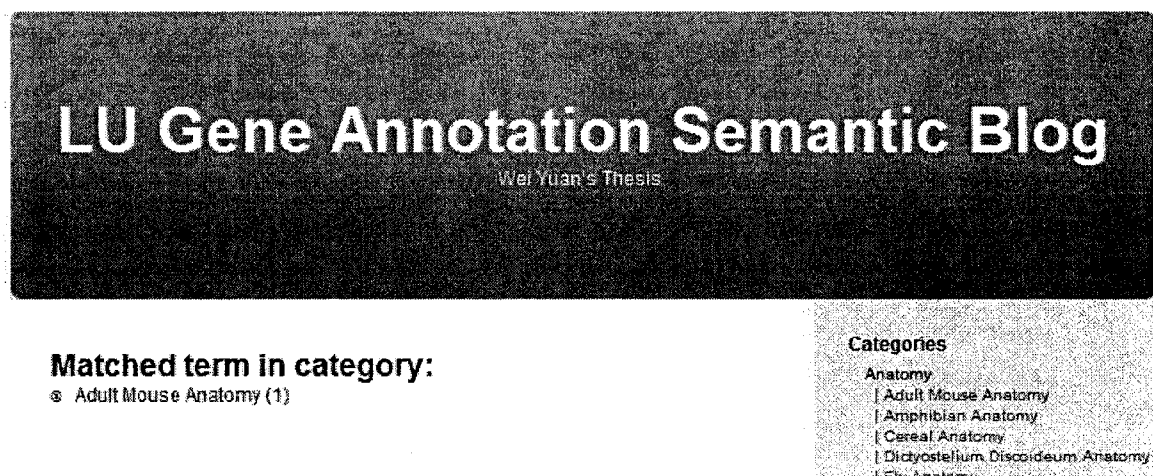 LU Gene Annotation Semantic Blog
Wei Yuan's Thesis
Matched term in category:
Adult Mouse Anatomy (1)
Categories
Anatomy
| Adult Mouse Anatomy
| Amphibian Anatomy
| Cereal Anatomy
| Dictyostelium Discoideum Anatomy